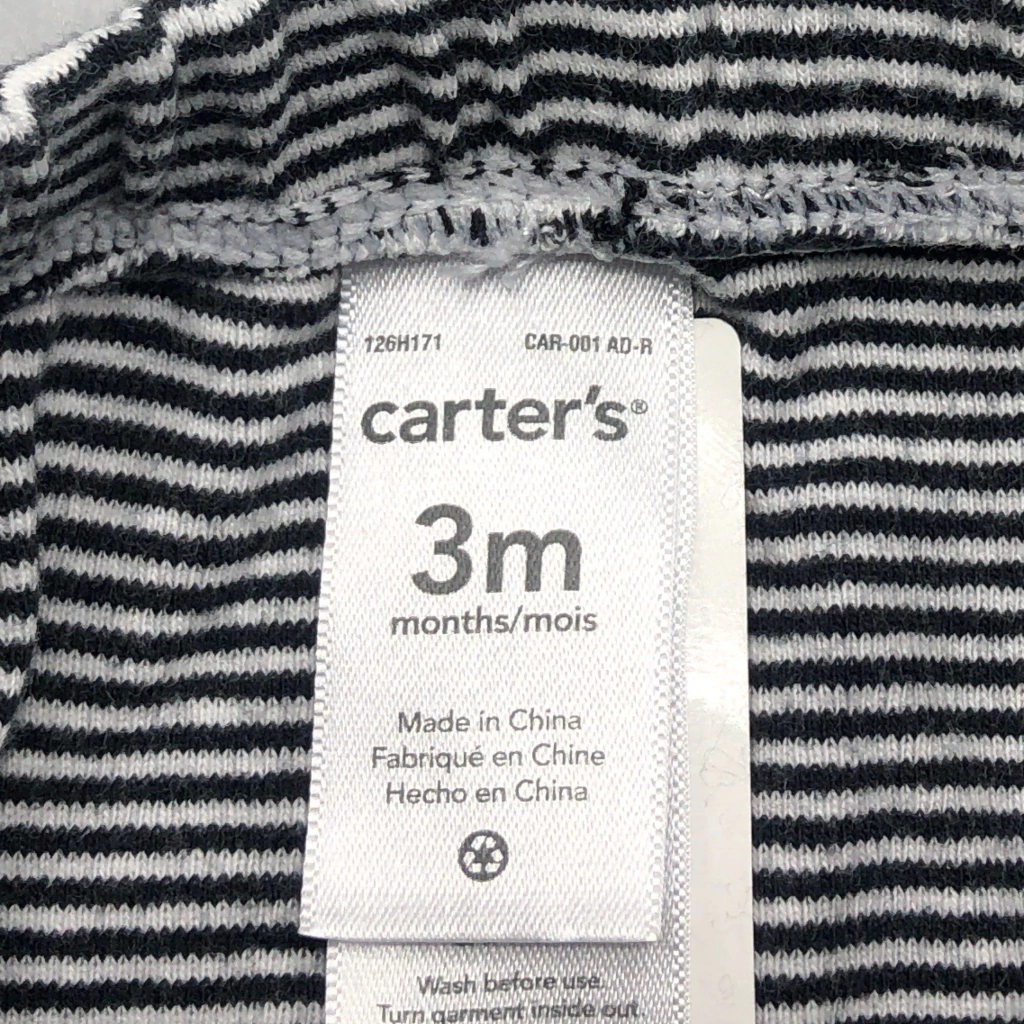 126H171 CAR-001 AD-R
carter's®
3m
months/mois
Made in China
Fabriqué en Chine
Hecho en China
Wash before use.
Turn garment inside out.